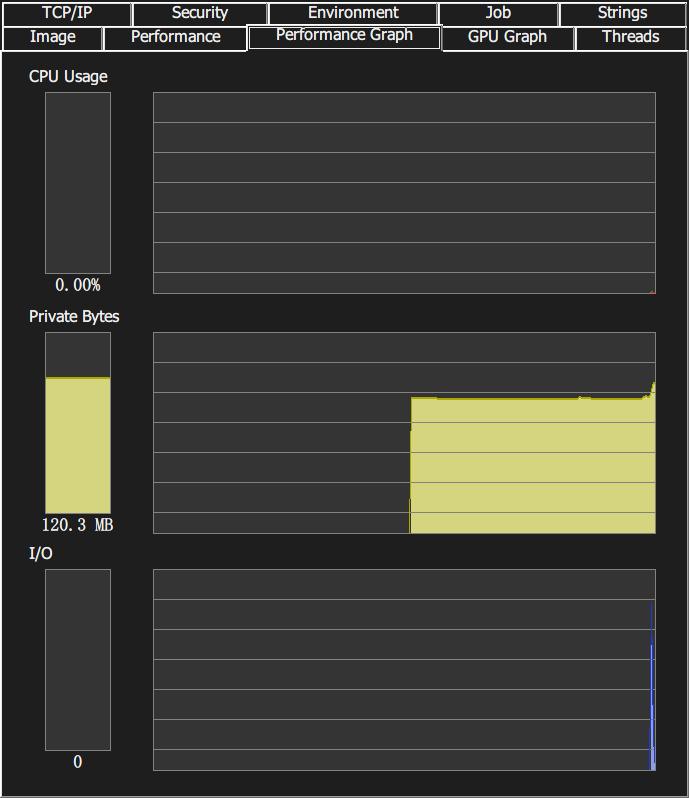 TCP/IP Security Environment Job Strings
Image Performance Performance Graph GPU Graph Threads
CPU Usage
0.00%
Private Bytes
120.3 MB
I/O
0